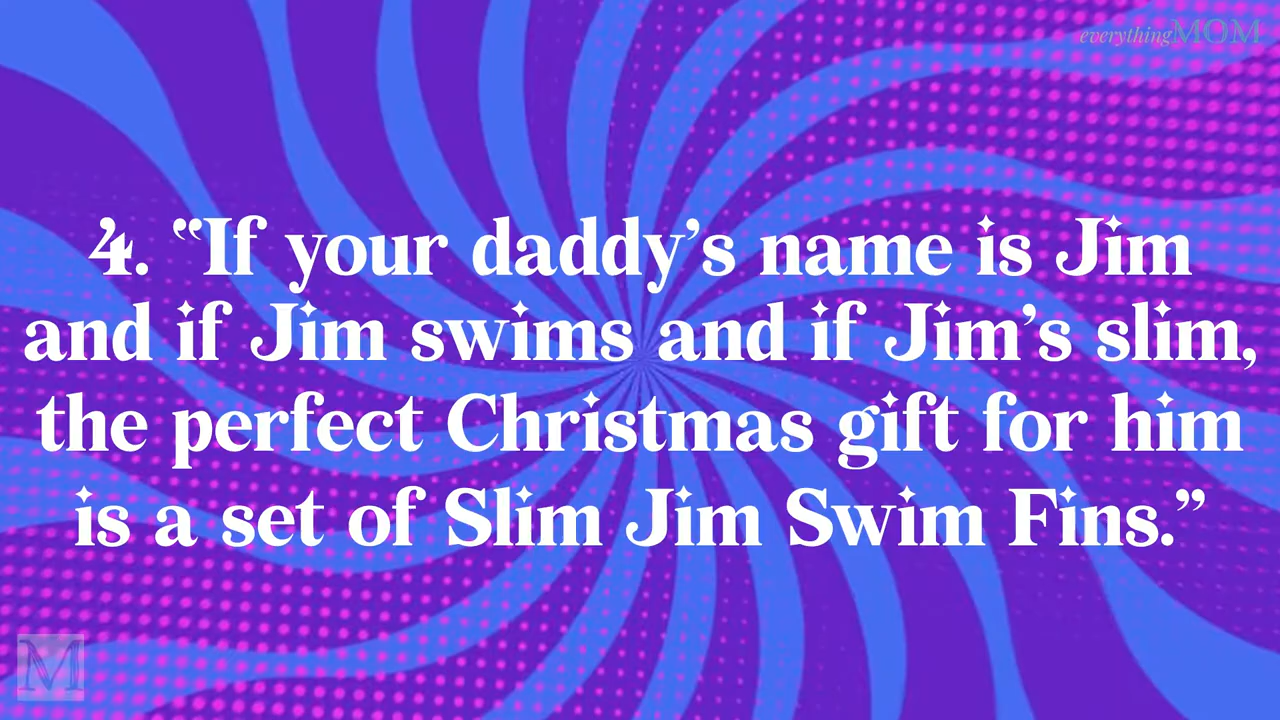 everythingMOM
4. “If your daddy’s name is Jim
and if Jim swims and if Jim’s slim,
the perfect Christmas gift for him
is a set of Slim Jim Swim Fins.”
M